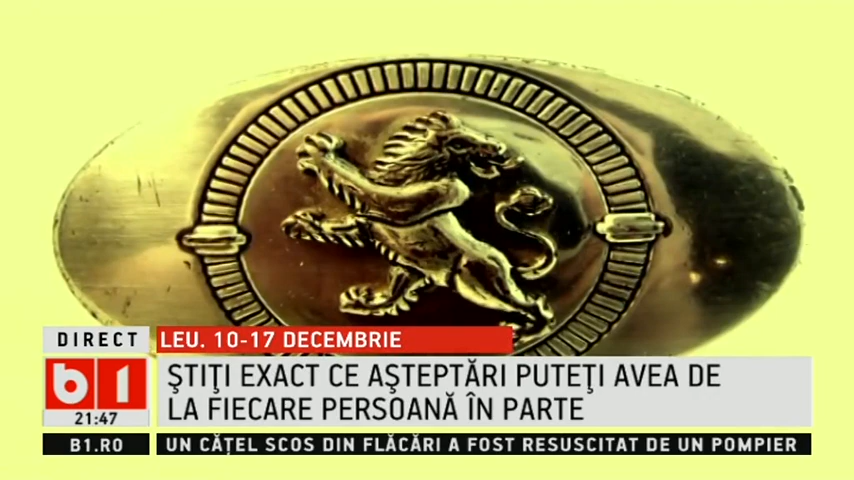 DIRECT
LEU. 10-17 DECEMBRIE
b1
21:47
ŞTIŢI EXACT CE AŞTEPTĂRI PUTEŢI AVEA DE
LA FIECARE PERSOANĂ ÎN PARTE
B1.RO
UN CĂŢEL SCOS DIN FLĂCĂRI A FOST RESUSCITAT DE UN POMPIER